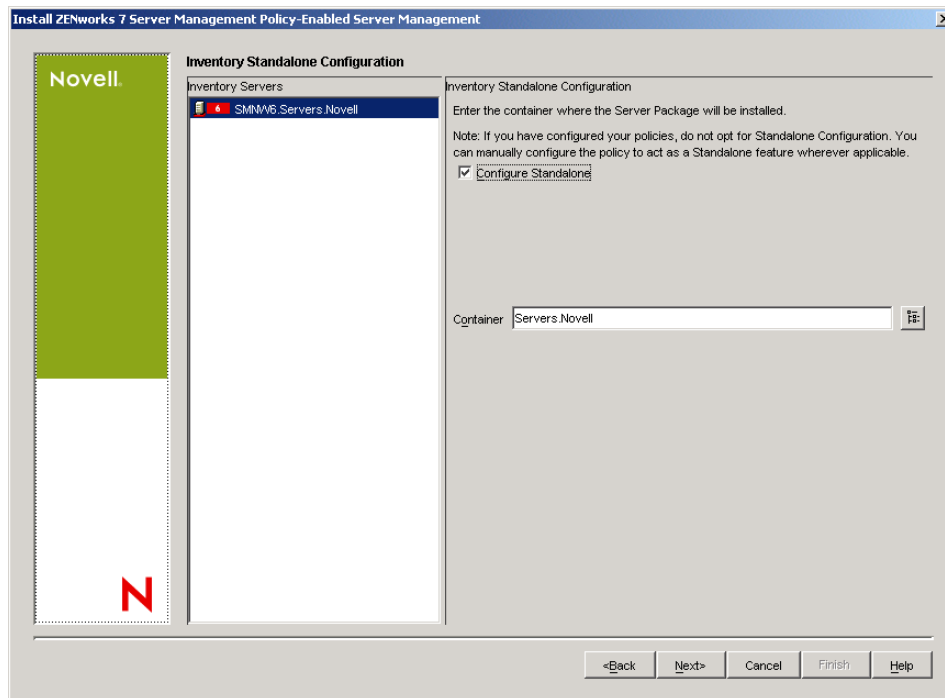 Install ZENworks 7 Server Management Policy-Enabled Server Management
Novell.
Inventory Standalone Configuration
Inventory Servers
6 SMNW6.Servers.Novell
Inventory Standalone Configuration
Enter the container where the Server Package will be installed.
Note: If you have configured your policies, do not opt for Standalone Configuration. You
can manually configure the policy to act as a Standalone feature wherever applicable.
Configure Standalone
Container Servers.Novell
N
<Back Next> Cancel Finish Help